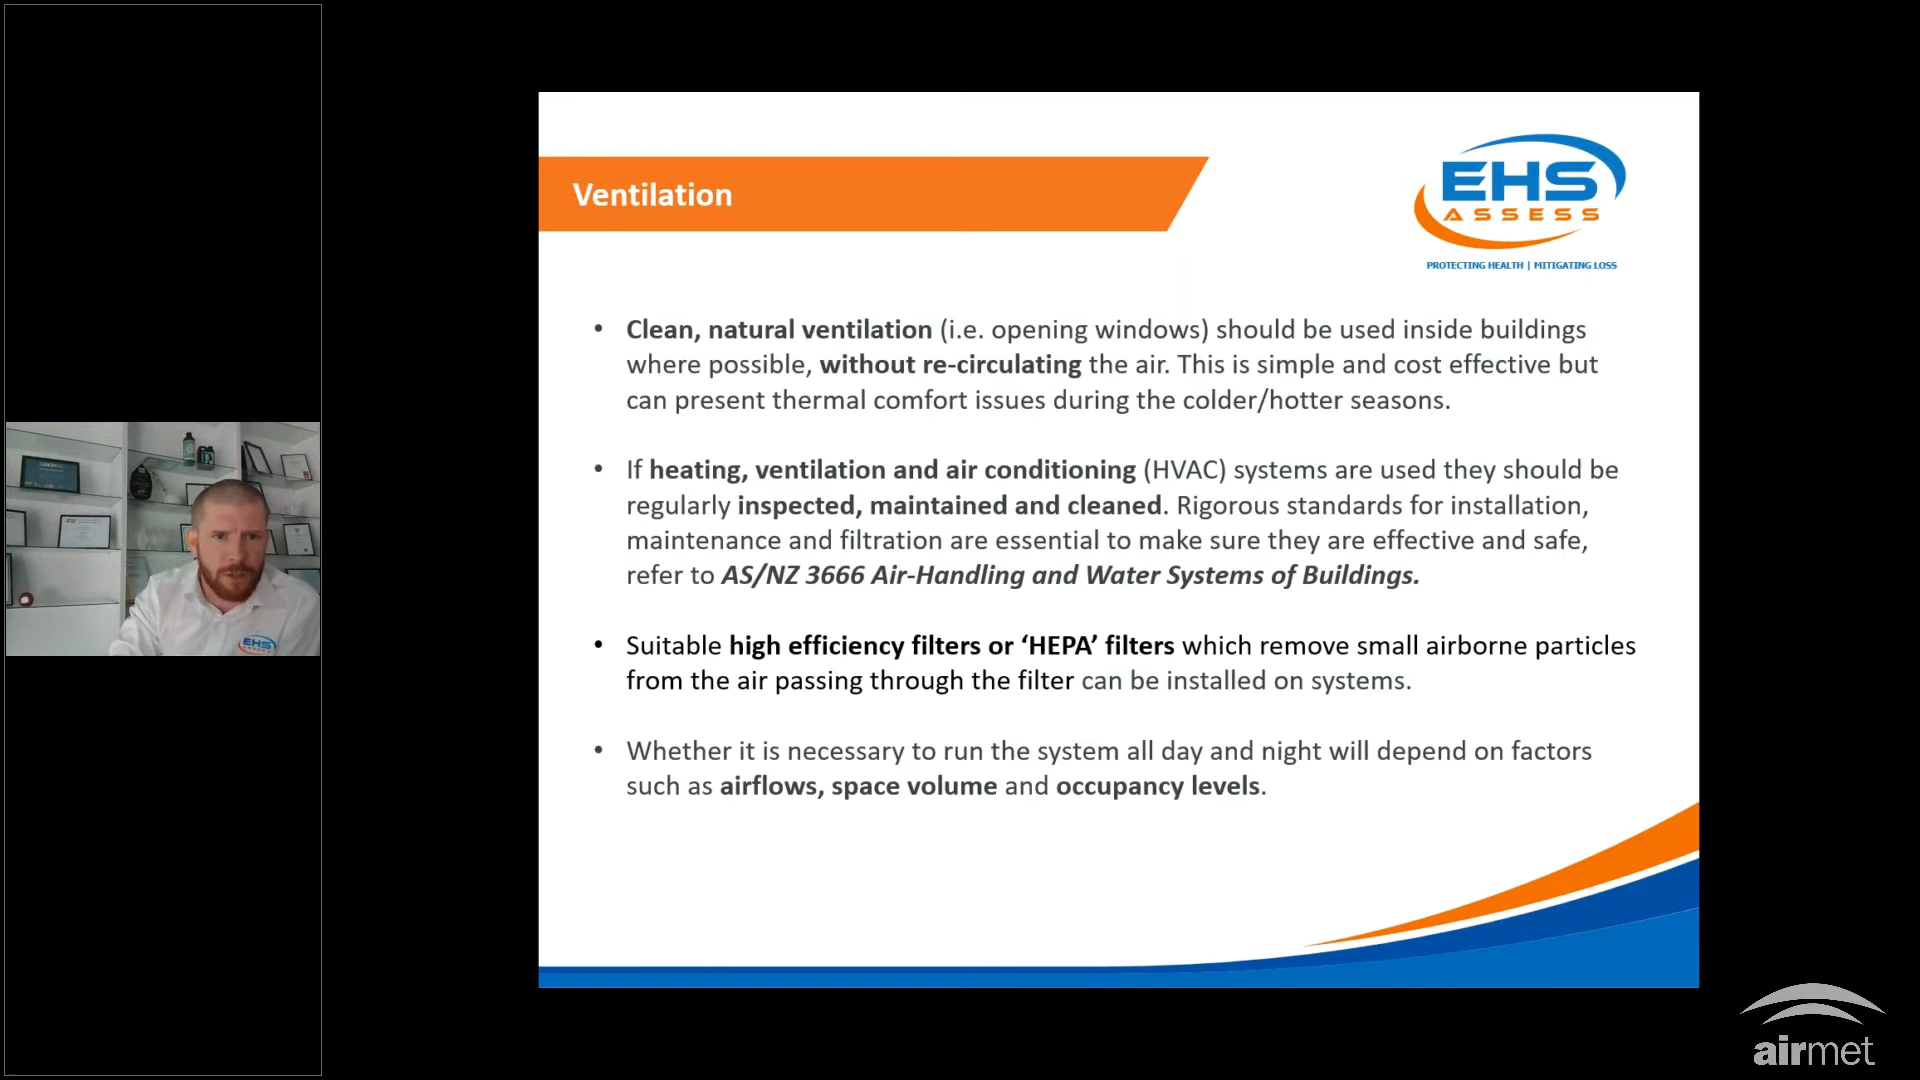 Ventilation
EHS
ASSESS
PROTECTING HEALTH | MITIGATING LOSS
• Clean, natural ventilation (i.e. opening windows) should be used inside buildings
where possible, without re-circulating the air. This is simple and cost effective but
can present thermal comfort issues during the colder/hotter seasons.
• If heating, ventilation and air conditioning (HVAC) systems are used they should be
regularly inspected, maintained and cleaned. Rigorous standards for installation,
maintenance and filtration are essential to make sure they are effective and safe,
refer to AS/NZ 3666 Air-Handling and Water Systems of Buildings.
• Suitable high efficiency filters or ‘HEPA’ filters which remove small airborne particles
from the air passing through the filter can be installed on systems.
• Whether it is necessary to run the system all day and night will depend on factors
such as airflows, space volume and occupancy levels.
EHS
airmet